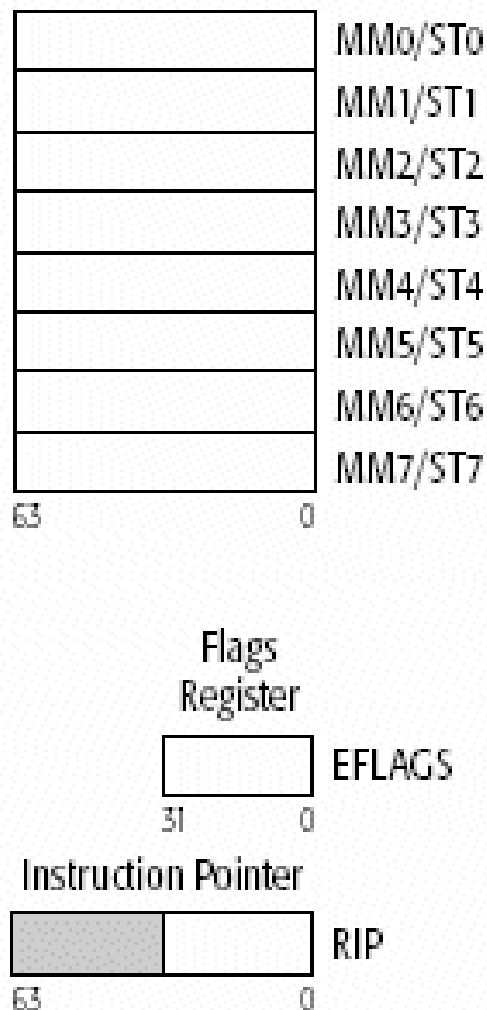 MM0/ST0
MM1/ST1
MM2/ST2
MM3/ST3
MM4/ST4
MM5/ST5
MM6/ST6
MM7/ST7
63 0
Flags
Register
EFLAGS
31 0
Instruction Pointer
RIP
63 0